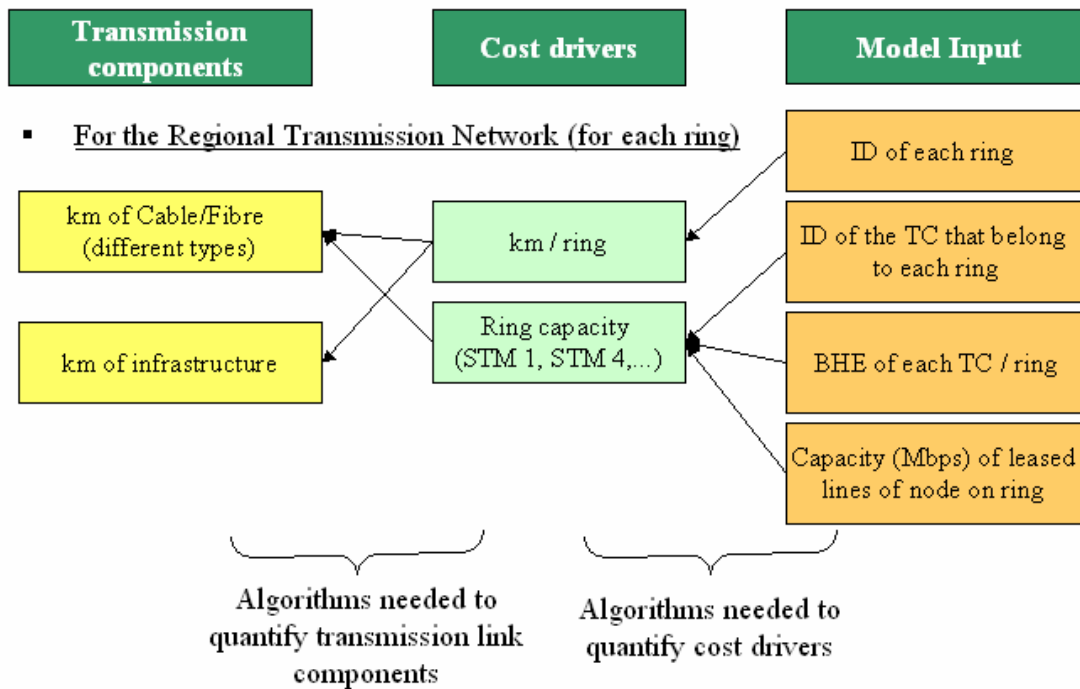 Transmission
components
Cost drivers
Model Input
▪ For the Regional Transmission Network (for each ring)
km of Cable/Fibre
(different types)
km of infrastructure
km / ring
Ring capacity
(STM 1, STM 4,...)
ID of each ring
ID of the TC that belong
to each ring
BHE of each TC / ring
Capacity (Mbps) of leased
lines of node on ring
Algorithms needed to
quantify transmission link
components
Algorithms needed to
quantify cost drivers